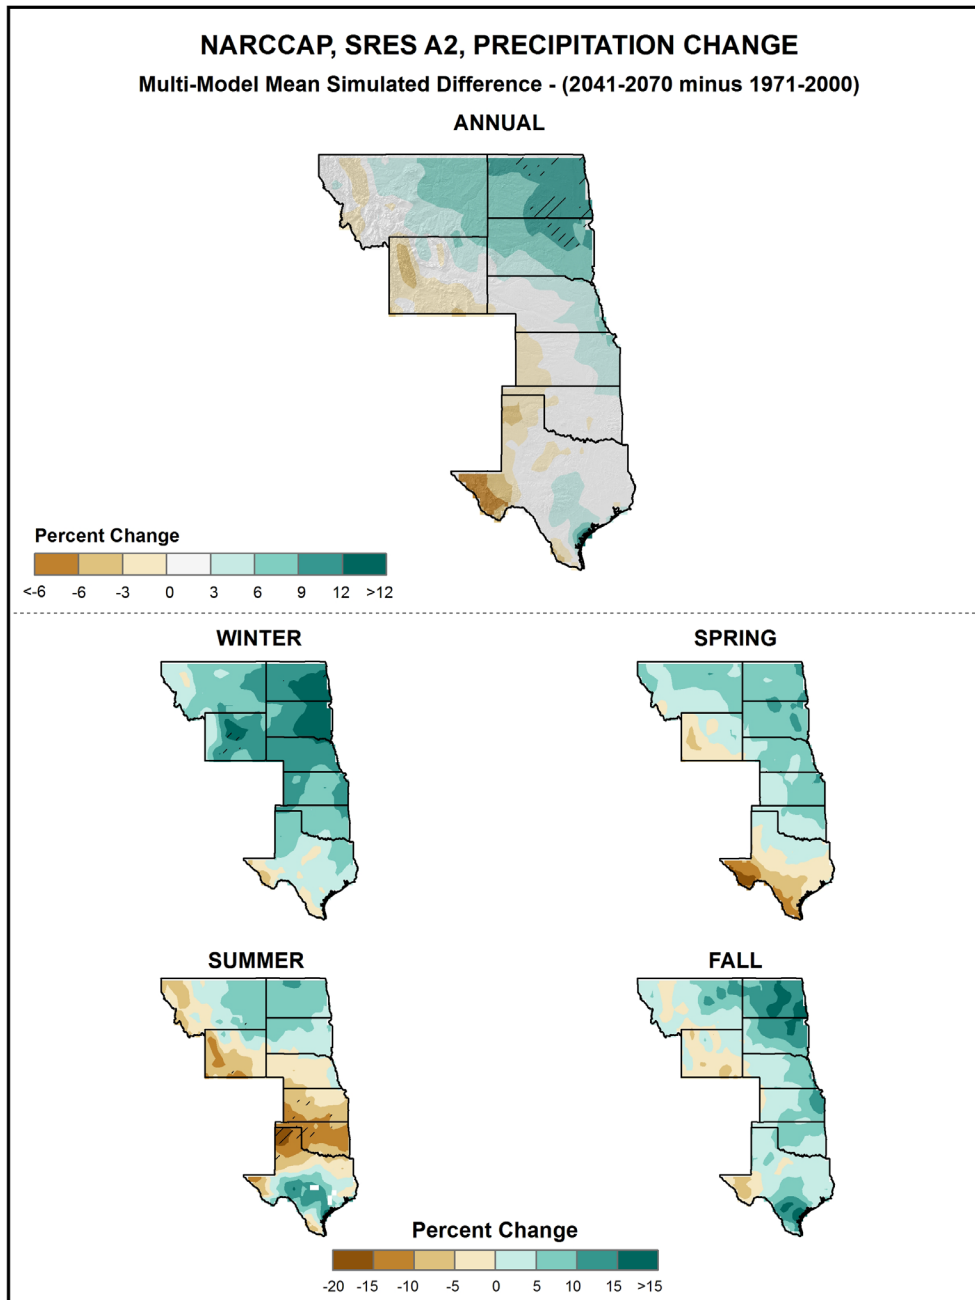 NARCCAP, SRES A2, PRECIPITATION CHANGE
Multi-Model Mean Simulated Difference - (2041-2070 minus 1971-2000)
ANNUAL
Percent Change
<-6 -6 -3 0 3 6 9 12 >12
WINTER SPRING
SUMMER FALL
Percent Change
-20 -15 -10 -5 0 5 10 15 >15